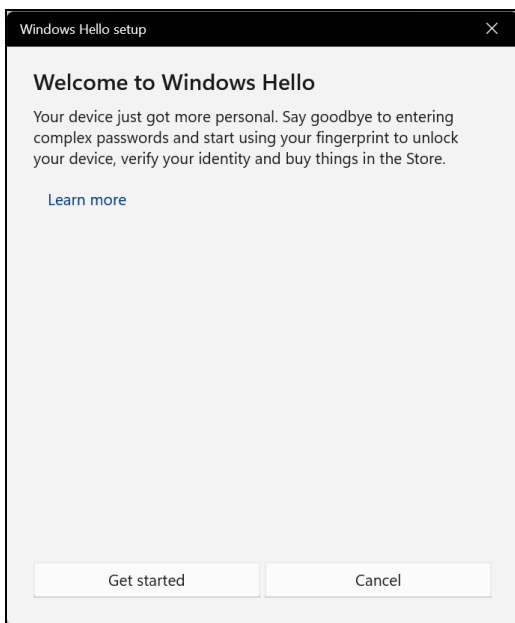 Windows Hello setup
Welcome to Windows Hello
Your device just got more personal. Say goodbye to entering
complex passwords and start using your fingerprint to unlock
your device, verify your identity and buy things in the Store.
Learn more
Get started
Cancel